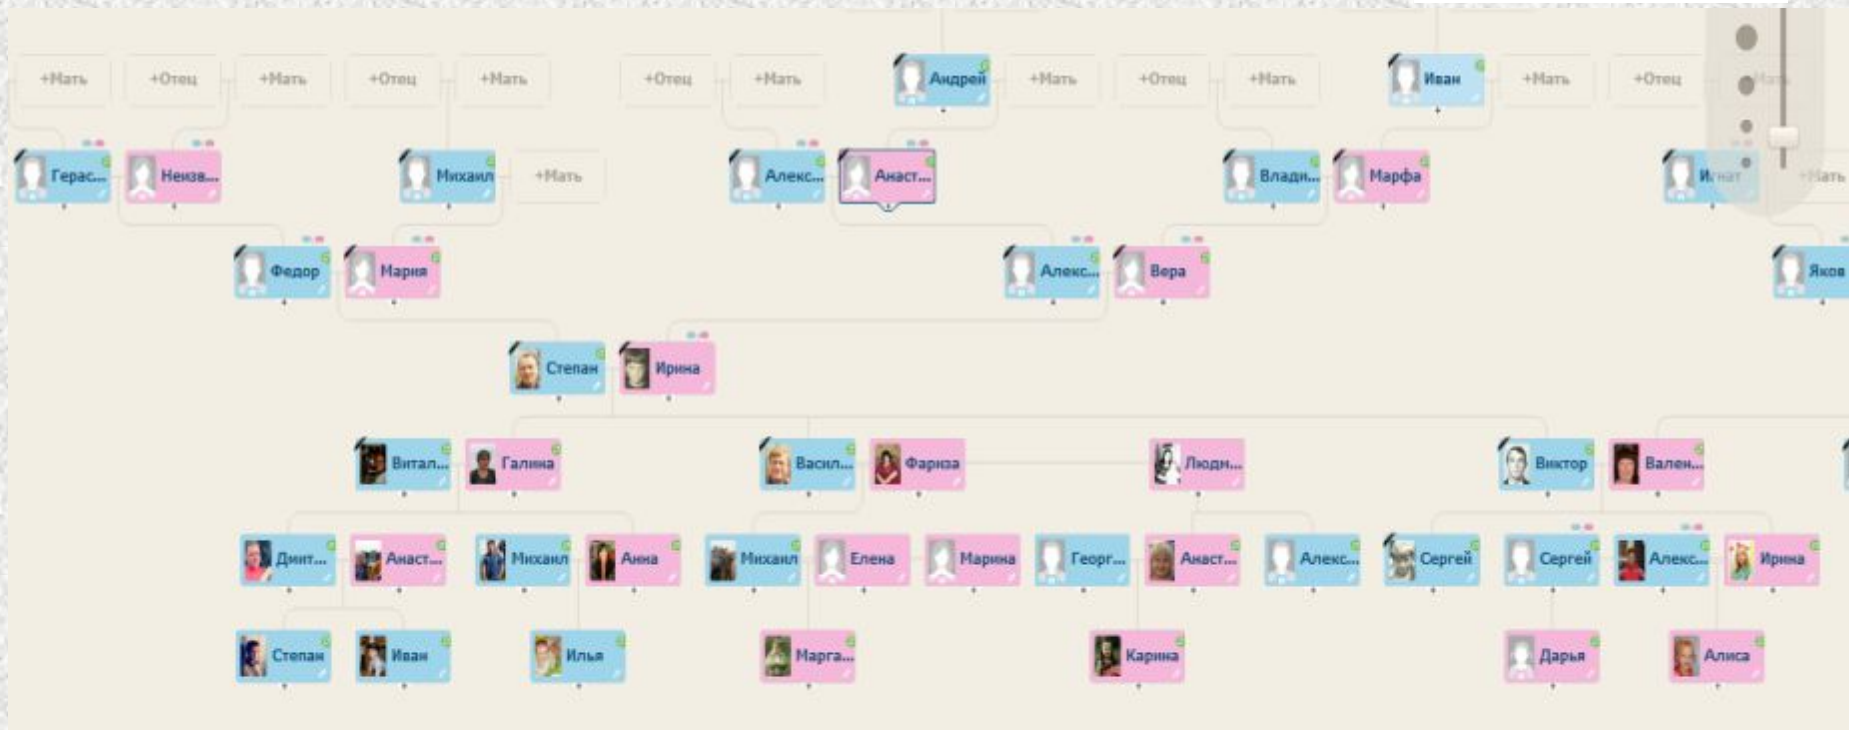 +Мать +Отец +Мать +Отец +Мать +Отец +Мать Андрей +Мать +Отец +Мать Иван +Мать +Отец +Мать
Герас... Неизв... Михаил +Мать Алекс... Анаст... Влади... Марфа Игнат +Мать
Федор Мария Алекс... Вера Яков
Степан Ирина
Витал... Галина Васил... Фариза Людм... Виктор Вален...
Дмит... Анаст... Михаил Анна Михаил Елена Марина Георг... Анаст... Алекс... Сергей Сергей Алекс... Ирина
Степан Иван Илья Марга... Карина Дарья Алиса